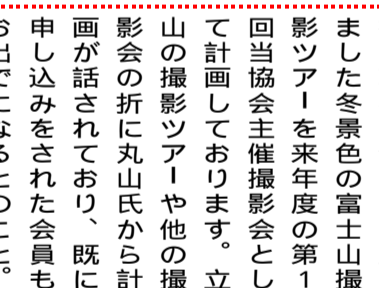 ました冬景色の富士山撮
影ツアーを来年度の第1
回当協会主催撮影会とし
て計画しております。立
山の撮影ツアーや他の撮
影会の折に丸山氏から計
画が話されており、既に
申し込みをされた会員も
お出でになるとのこと。